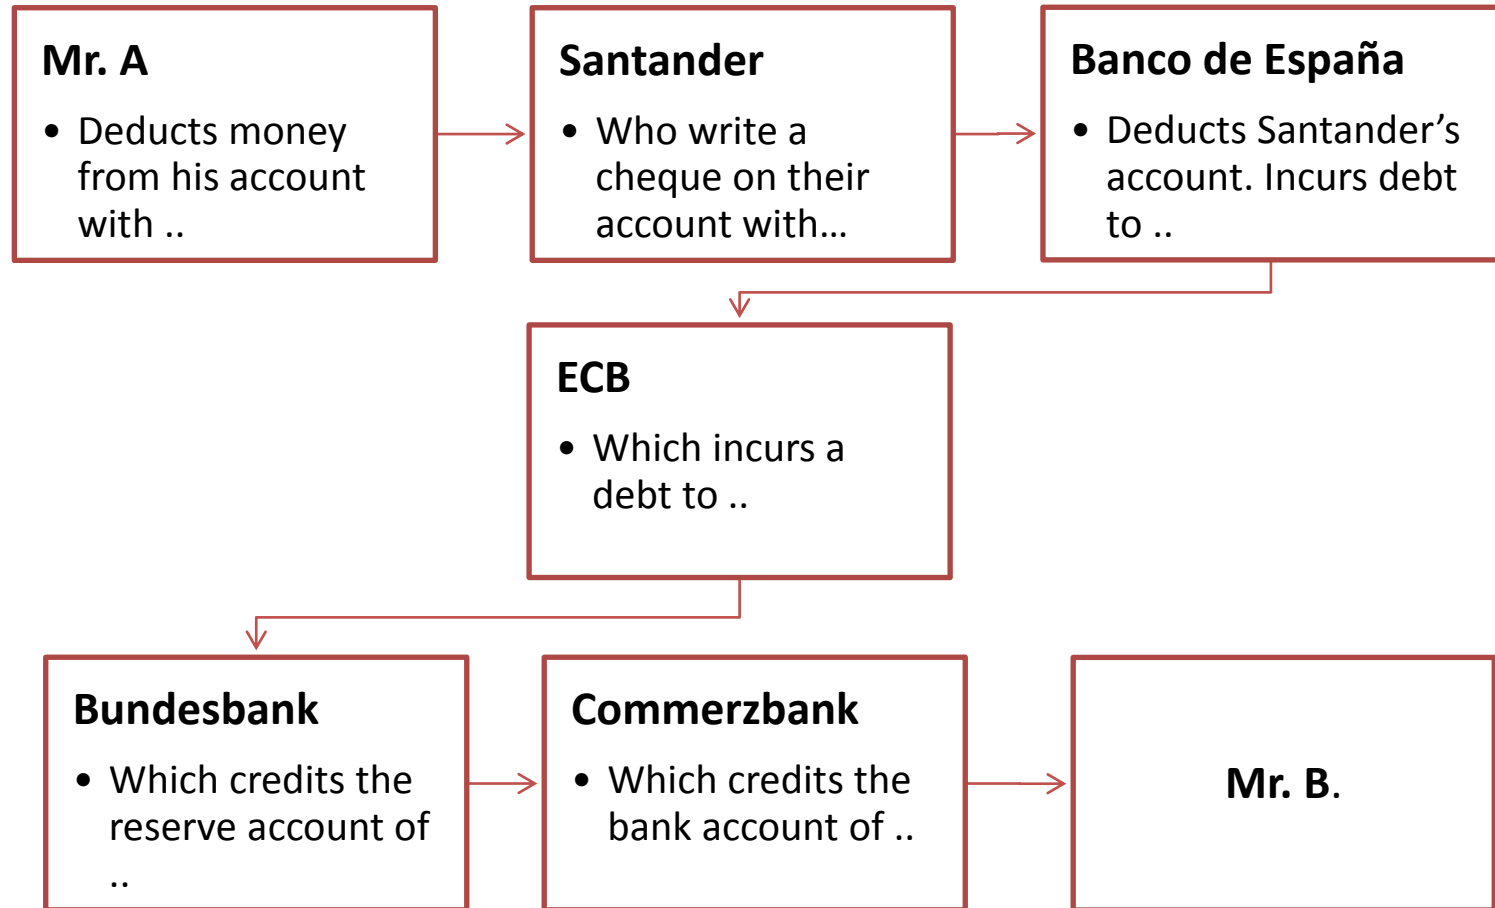 Mr. A
• Deducts money
from his account
with ..
Santander
• Who write a
cheque on their
account with…
Banco de España
• Deducts Santander’s
account. Incurs debt
to ..
ECB
• Which incurs a
debt to ..
Bundesbank
• Which credits the
reserve account of
..
Commerzbank
• Which credits the
bank account of ..
Mr. B.